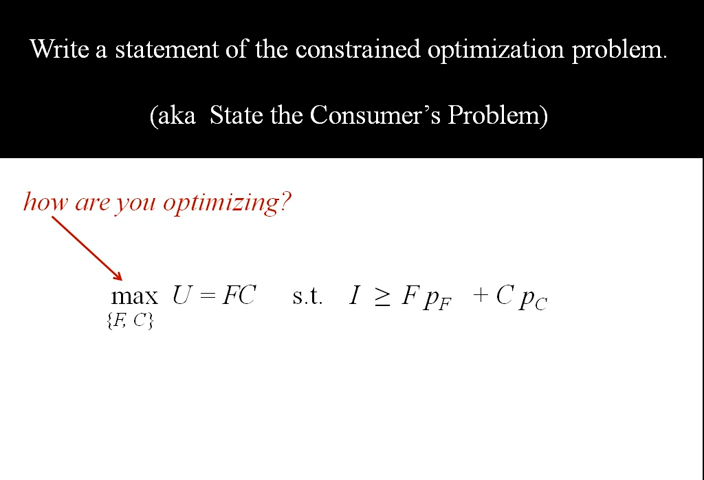 Write a statement of the constrained optimization problem.
(aka State the Consumer's Problem)
how are you optimizing?
max U = FC s.t. I ≥ F p_F + C p_C
{F, C}